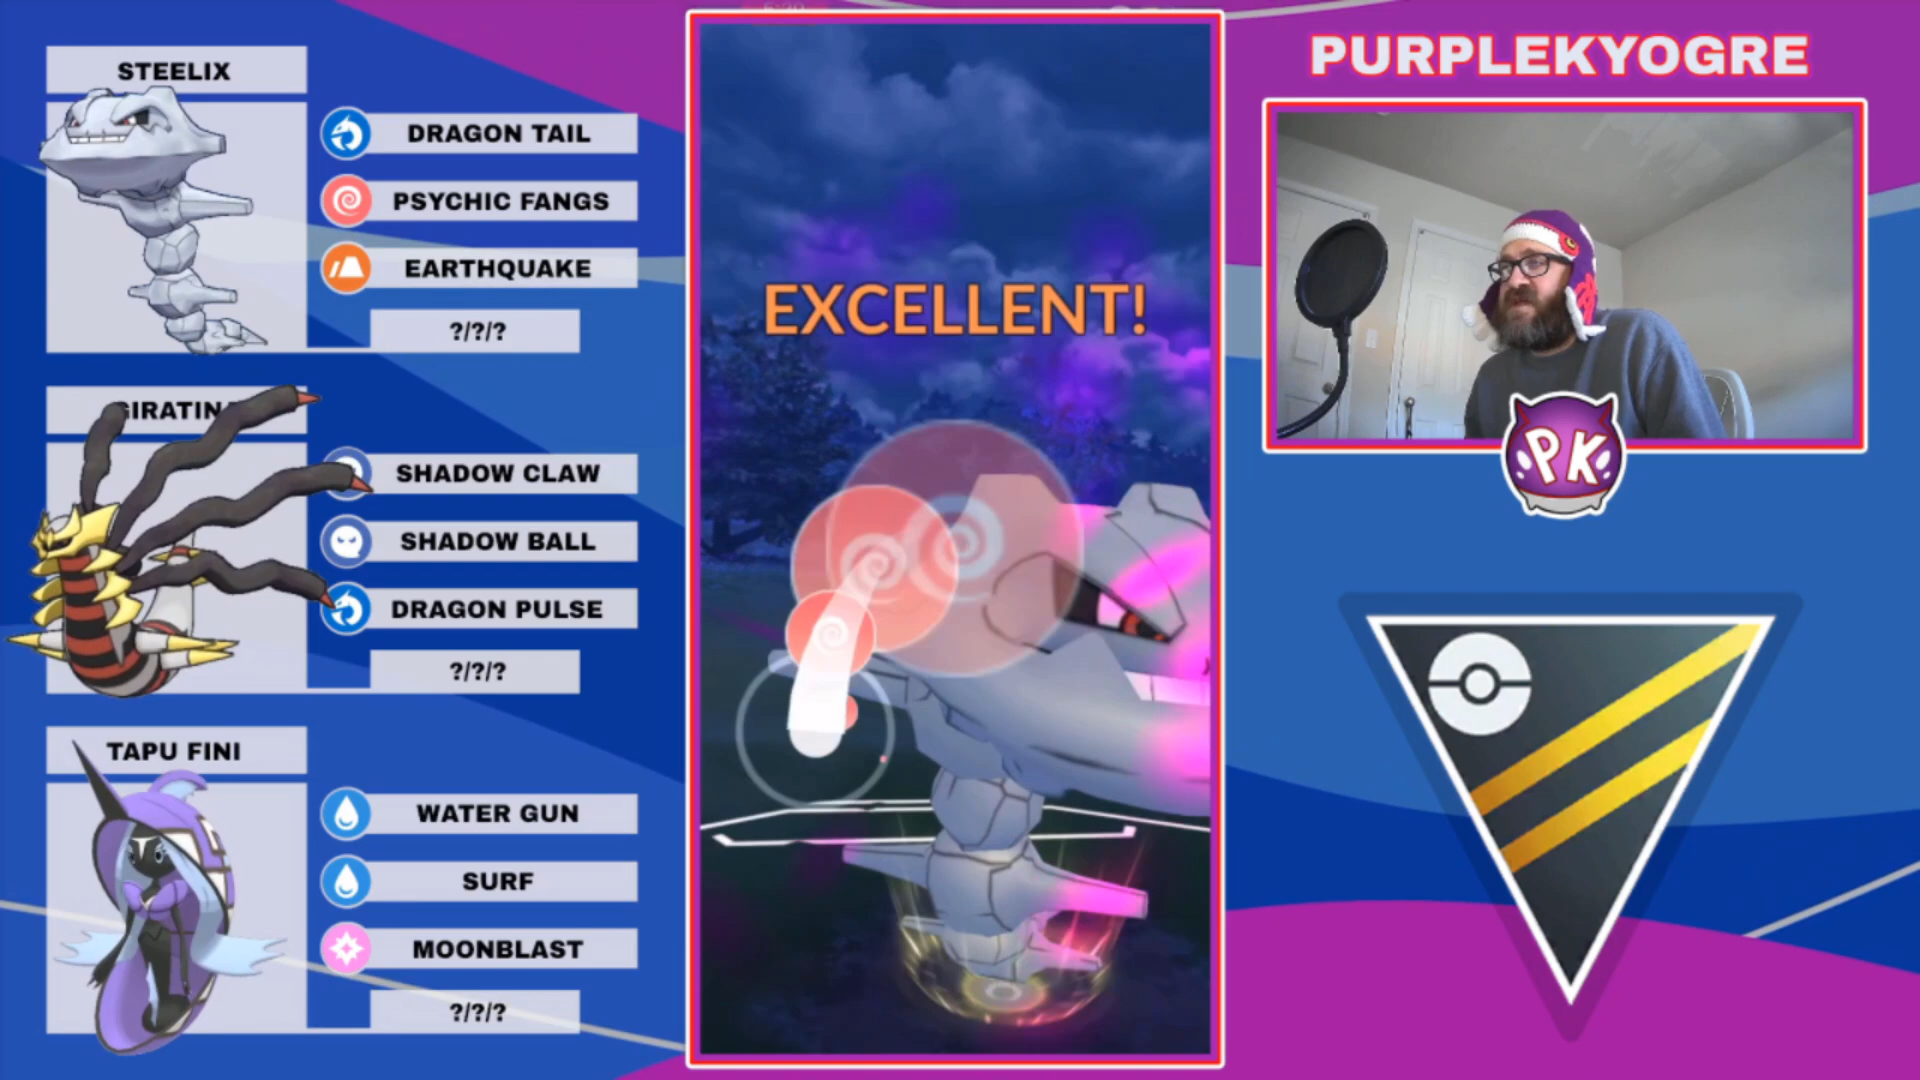 STEELIX
DRAGON TAIL
PSYCHIC FANGS
EARTHQUAKE
?/?/?
GIRATIN
SHADOW CLAW
SHADOW BALL
DRAGON PULSE
?/?/?
TAPU FINI
WATER GUN
SURF
MOONBLAST
?/?/?
EXCELLENT!
PURPLEKYOGRE
PK